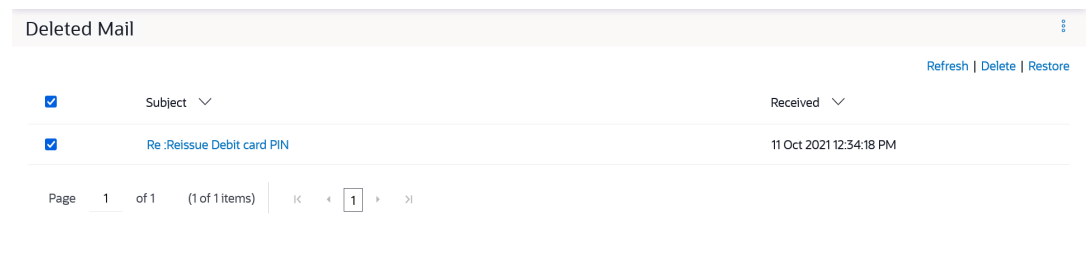 Deleted Mail
Refresh | Delete | Restore
Subject Received
Re :Reissue Debit card PIN 11 Oct 2021 12:34:18 PM
Page 1 of 1 (1 of 1 items) 1